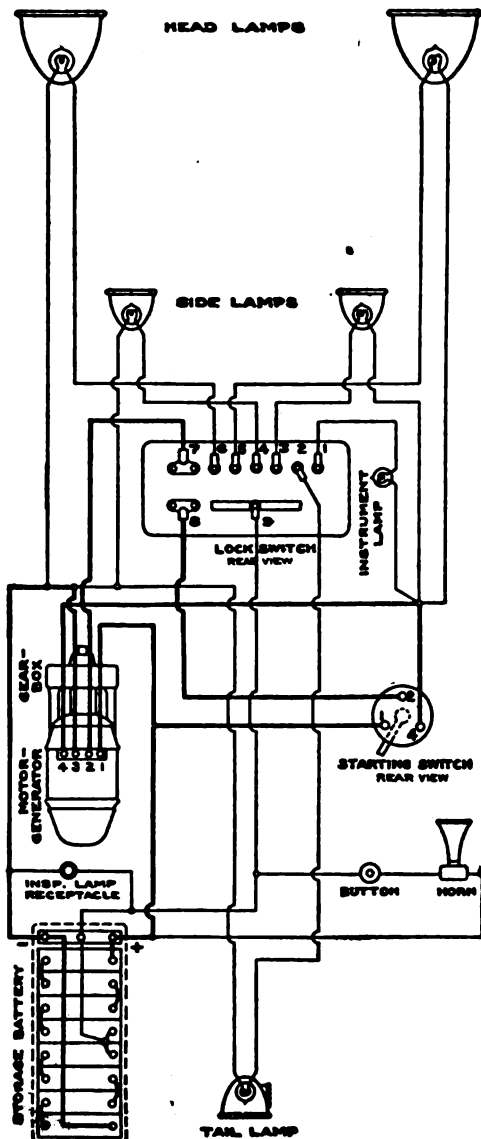 HEAD LAMPS
SIDE LAMPS
7 6 5 4 3 2 1
8 9
LOCK SWITCH
REAR VIEW
INSTRUMENT
LAMP
GEAR-
BOX
MOTOR-
GENERATOR
4 3 2 1
2
1
STARTING SWITCH
REAR VIEW
INSP. LAMP
RECEPTACLE
BUTTON
HORN
- +
STORAGE BATTERY
TAIL LAMP